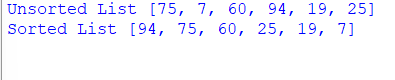 Unsorted List [75, 7, 60, 94, 19, 25]
Sorted List [94, 75, 60, 25, 19, 7]